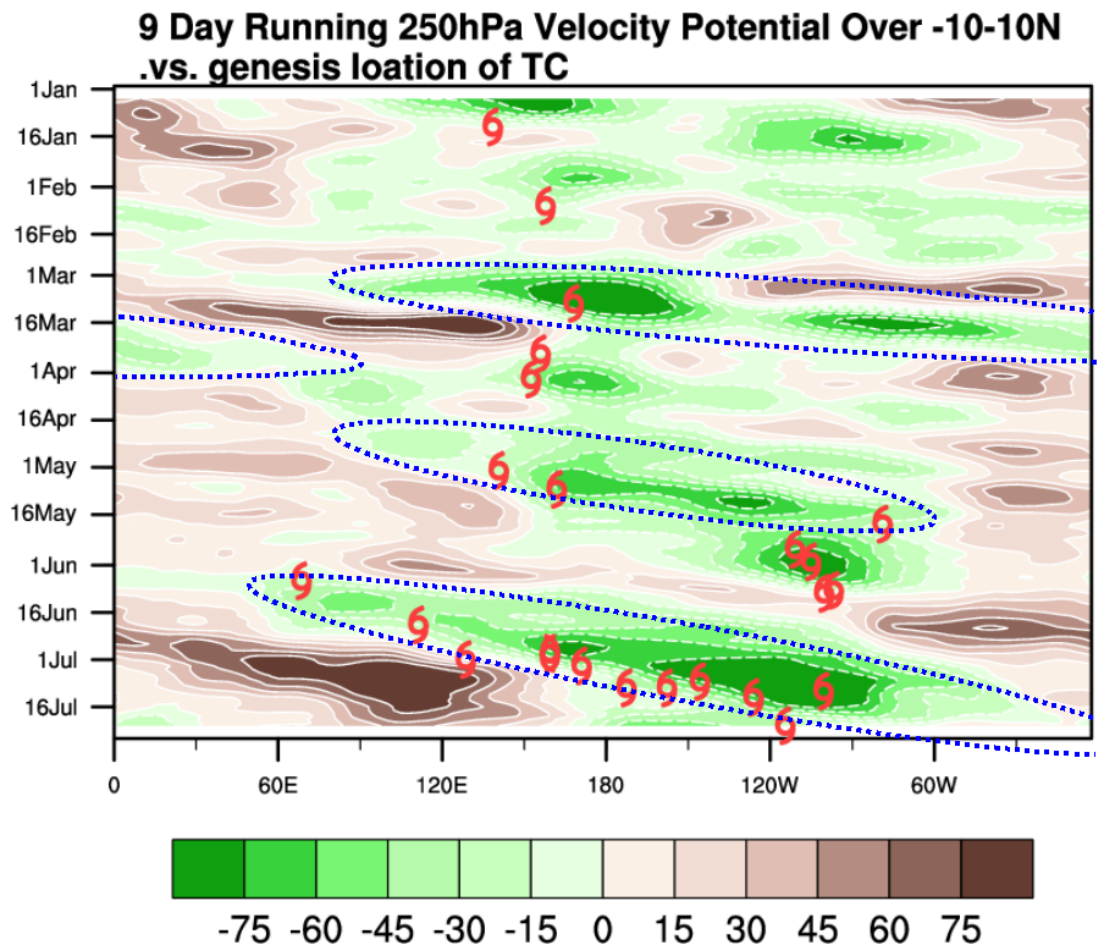 9 Day Running 250hPa Velocity Potential Over -10-10N
.vs. genesis loation of TC
1Jan
16Jan
1Feb
16Feb
1Mar
16Mar
1Apr
16Apr
1May
16May
1Jun
16Jun
1Jul
16Jul
0 60E 120E 180 120W 60W
-75 -60 -45 -30 -15 0 15 30 45 60 75